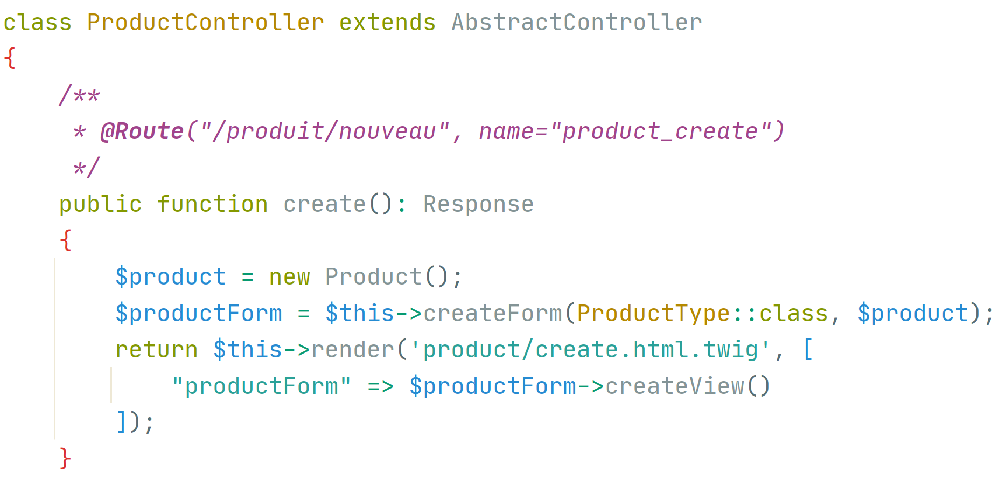 class ProductController extends AbstractController
{
    /**
     * @Route("/produit/nouveau", name="product_create")
     */
    public function create(): Response
    {
        $product = new Product();
        $productForm = $this->createForm(ProductType::class, $product);
        return $this->render('product/create.html.twig', [
            "productForm" => $productForm->createView()
        ]);
    }